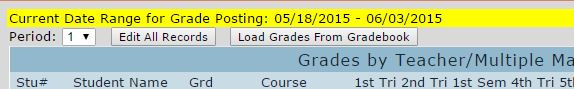 Current Date Range for Grade Posting: 05/18/2015 - 06/03/2015
Period: 1 Edit All Records Load Grades From Gradebook
Grades by Teacher/Multiple Ma
Stu# Student Name Grd Course 1st Tri 2nd Tri 1st Sem 4th Tri 5th